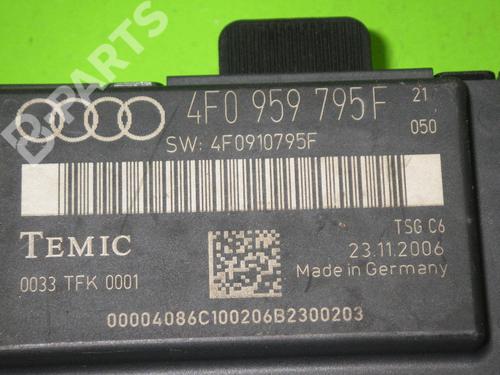 B-PARTS
4F0 959 795F
21
050
SW: 4F0910795F
TEMIC
TSG C6
23.11.2006
0033 TFK 0001
Made in Germany
00004086C100206B2300203